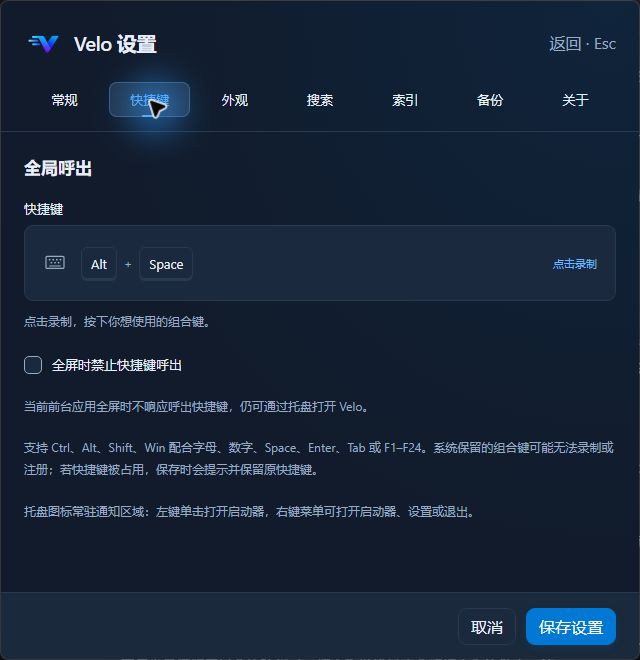 Velo 设置
返回 · Esc
常规
快捷键
外观
搜索
索引
备份
关于
全局呼出
快捷键
Alt + Space
点击录制
点击录制，按下你想使用的组合键。
全屏时禁止快捷键呼出
当前前台应用全屏时不响应呼出快捷键，仍可通过托盘打开 Velo。
支持 Ctrl、Alt、Shift、Win 配合字母、数字、Space、Enter、Tab 或 F1–F24。系统保留的组合键可能无法录制或
注册；若快捷键被占用，保存时会提示并保留原快捷键。
托盘图标常驻通知区域：左键单击打开启动器，右键菜单可打开启动器、设置或退出。
取消
保存设置